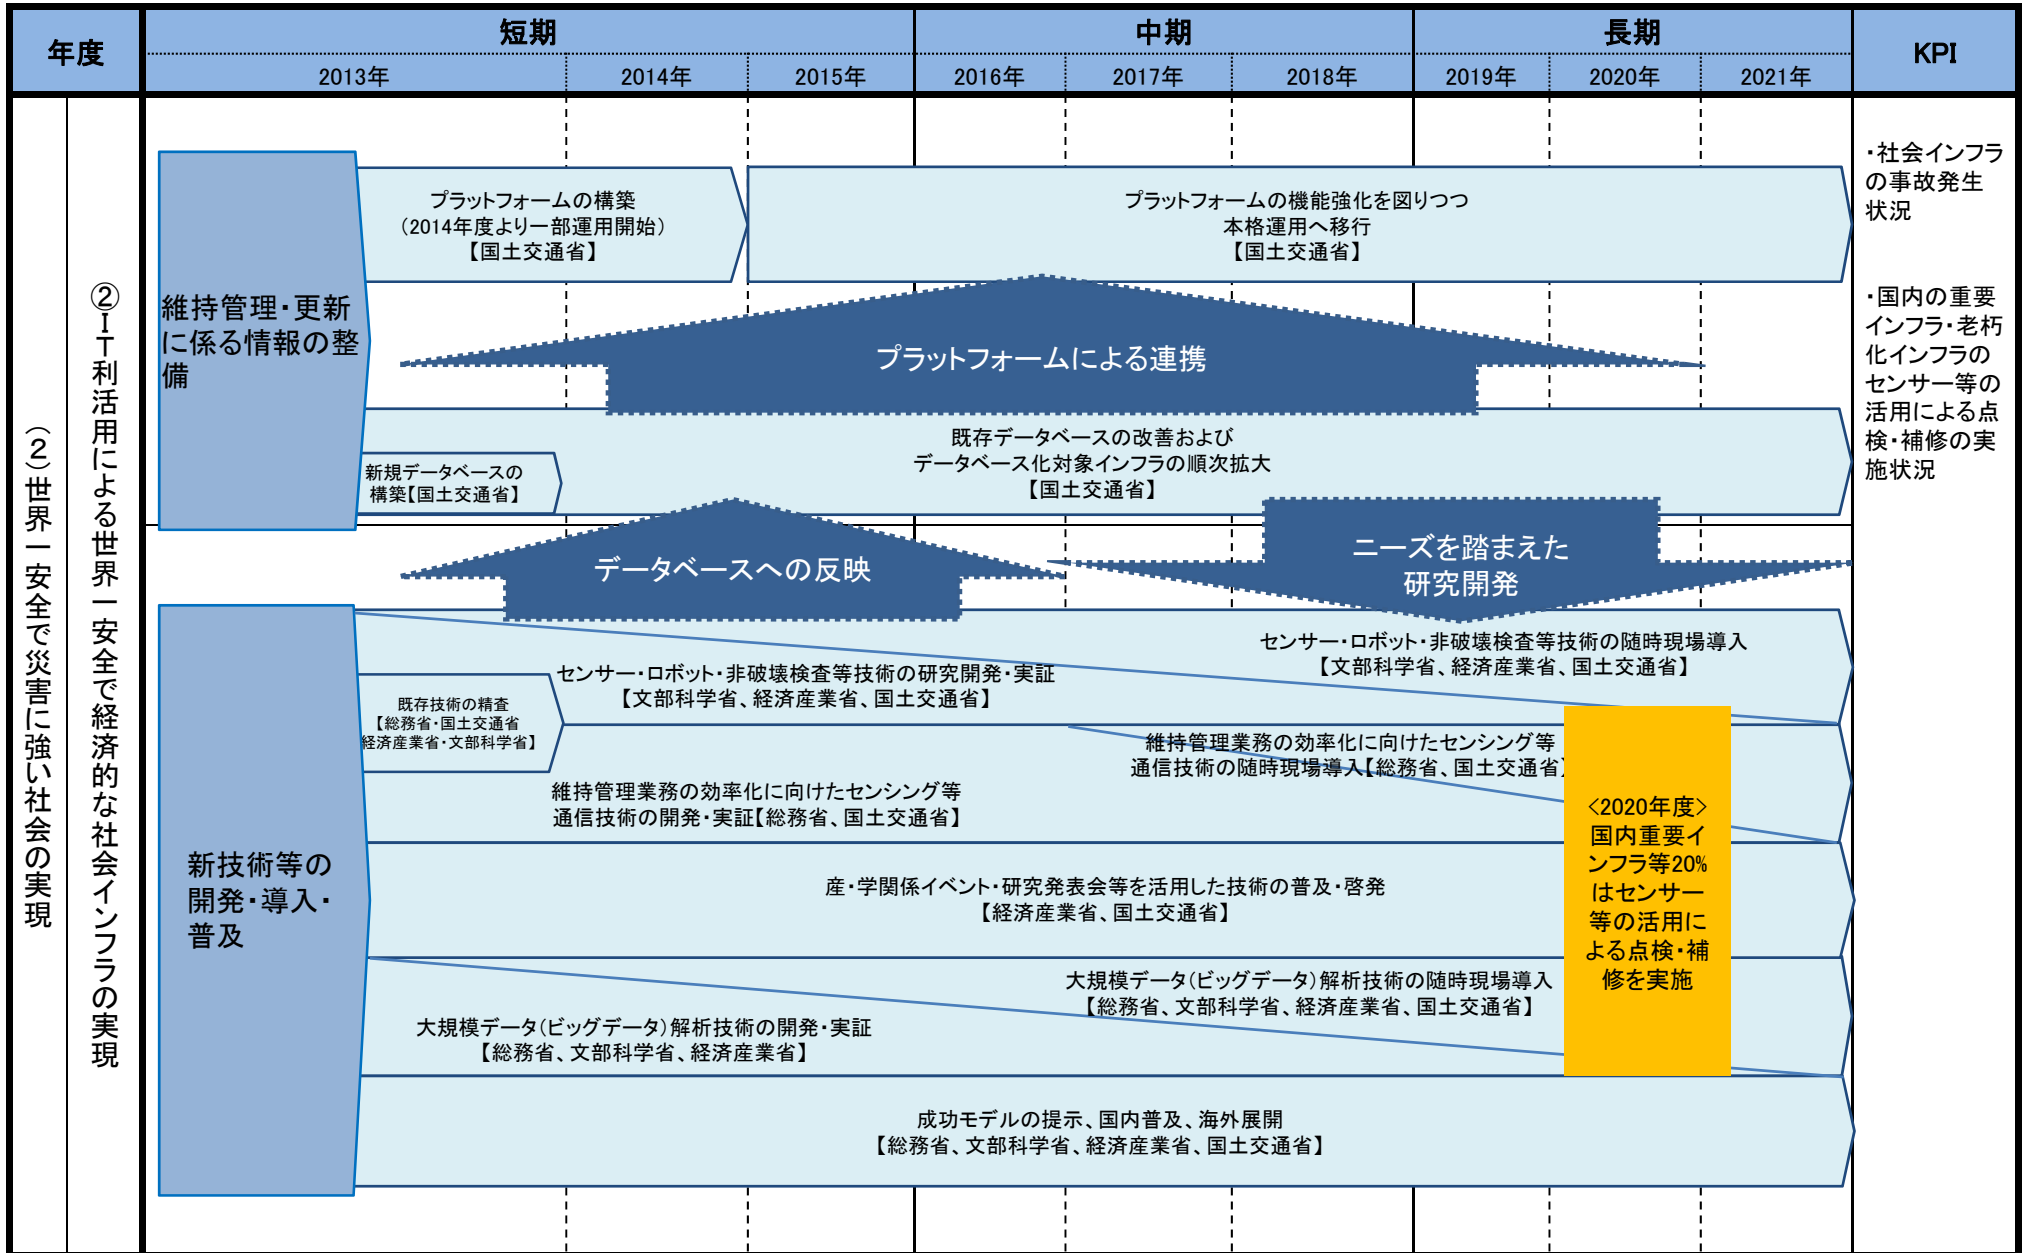 年度
短期
中期
長期
KPI
2013年
2014年
2015年
2016年
2017年
2018年
2019年
2020年
2021年
（２）世界一安全で災害に強い社会の実現
②ＩＴ利活用による世界一安全で経済的な社会インフラの実現
維持管理・更新
に係る情報の整
備
プラットフォームの構築
（2014年度より一部運用開始）
【国土交通省】
プラットフォームの機能強化を図りつつ
本格運用へ移行
【国土交通省】
プラットフォームによる連携
既存データベースの改善および
データベース化対象インフラの順次拡大
【国土交通省】
新規データベースの
構築【国土交通省】
データベースへの反映
ニーズを踏まえた
研究開発
新技術等の
開発・導入・
普及
センサー・ロボット・非破壊検査等技術の随時現場導入
【文部科学省、経済産業省、国土交通省】
センサー・ロボット・非破壊検査等技術の研究開発・実証
【文部科学省、経済産業省、国土交通省】
既存技術の精査
【総務省・国土交通省
経済産業省・文部科学省】
維持管理業務の効率化に向けたセンシング等
通信技術の随時現場導入【総務省、国土交通省】
維持管理業務の効率化に向けたセンシング等
通信技術の開発・実証【総務省、国土交通省】
産・学関係イベント・研究発表会等を活用した技術の普及・啓発
【経済産業省、国土交通省】
大規模データ（ビッグデータ）解析技術の随時現場導入
【総務省、文部科学省、経済産業省、国土交通省】
大規模データ（ビッグデータ）解析技術の開発・実証
【総務省、文部科学省、経済産業省】
成功モデルの提示、国内普及、海外展開
【総務省、文部科学省、経済産業省、国土交通省】
＜2020年度＞
国内重要イ
ンフラ等20%
はセンサー
等の活用に
よる点検・補
修を実施
・社会インフラ
の事故発生
状況
・国内の重要
インフラ・老朽
化インフラの
センサー等の
活用による点
検・補修の実
施状況